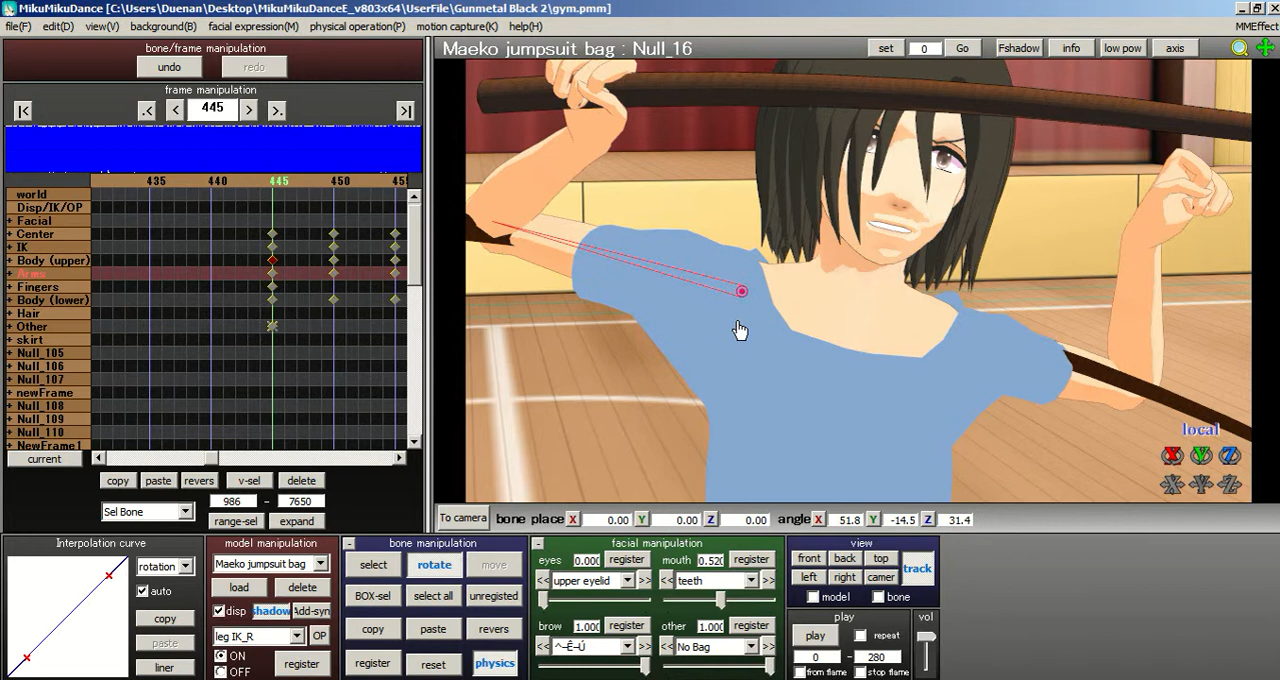 MikuMikuDance [C:\Users\Duenan\Desktop\MikuMikuDanceE_v803x64\UserFile\Gunmetal Black 2\gym.pmm]
file(F) edit(D) view(V) background(B) facial expression(M) physical operation(P) motion capture(K) help(H) MMEffect
bone/frame manipulation
undo redo
frame manipulation
|< .< < 445 > >. >|
435 440 445 450 455
world
Disp/IK/OP
+ Facial
+ Center
+ IK
+ Body (upper)
+ Arms
+ Fingers
+ Body (lower)
+ Hair
+ Other
+ skirt
+ Null_105
+ Null_106
+ Null_107
+ newFrame
+ Null_108
+ Null_109
+ Null_110
+ NewFrame1
current
copy paste revers v-sel delete
Sel Bone 986 - 7650
range-sel expand
Maeko jumpsuit bag : Null_16
set 0 Go Fshadow info low pow axis
local
X Y Z
X Y Z
To camera bone place X 0.00 Y 0.00 Z 0.00 angle X 51.8 Y -14.5 Z 31.4
Interpolation curve
rotation
auto
copy
paste
liner
model manipulation
Maeko jumpsuit bag
load delete
disp shadow Add-syn
leg IK_R OP
ON
OFF
register
- bone manipulation
select rotate move
BOX-sel select all unregisted
copy paste revers
register reset physics
- facial manipulation
eyes 0.000 register mouth 0.520 register
<< upper eyelid >> << teeth >>
brow 1.000 register other 1.000 register
<< ^-Ê-Ú >> << No Bag >>
view
front back top
left right camer
track
model bone
play
play repeat
0 - 280
from flame stop flame
vol